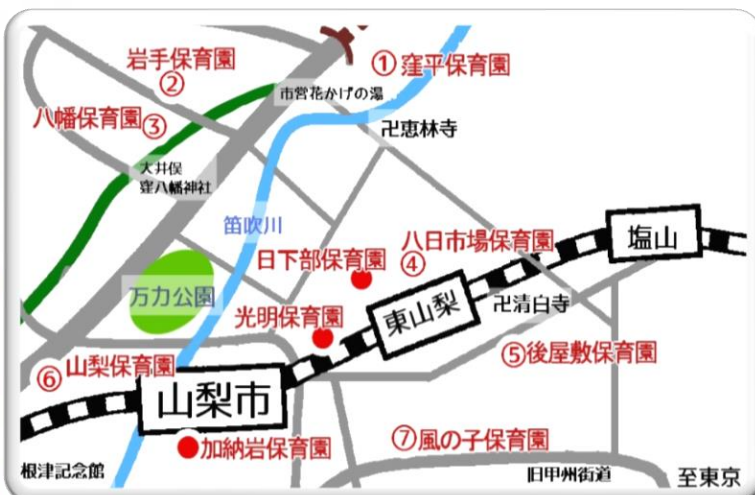 岩手保育園
②
①窪平保育園
市営花かげの湯
八幡保育園③
卍恵林寺
大井俣
窪八幡神社
笛吹川
八日市場保育園
④
塩山
日下部保育園
万力公園
東山梨
卍清白寺
光明保育園
⑤後屋敷保育園
⑥山梨保育園
山梨市
加納岩保育園
⑦風の子保育園
根津記念館
旧甲州街道
至東京